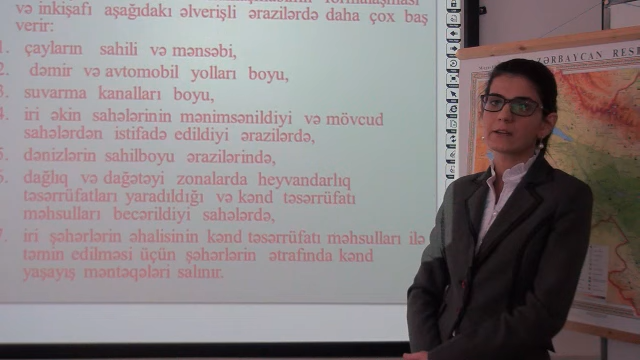 və inkişafı aşağıdakı əlverişli ərazilərdə daha çox baş
verir:
1. çayların sahili və mənsəbi,
2. dəmir və avtomobil yolları boyu,
3. suvarma kanalları boyu,
4. iri əkin sahələrinin mənimsənildiyi və mövcud
sahələrdən istifadə edildiyi ərazilərdə,
5. dənizlərin sahilboyu ərazilərində,
6. dağlıq və dağətəyi zonalarda heyvandarlıq
təsərrüfatları yaradıldığı və kənd təsərrüfatı
məhsulları becərildiyi sahələrdə,
7. iri şəhərlərin əhalisinin kənd təsərrüfatı məhsulları ilə
təmin edilməsi üçün şəhərlərin ətrafında kənd
yaşayış məntəqələri salınır.
AZƏRBAYCAN RES